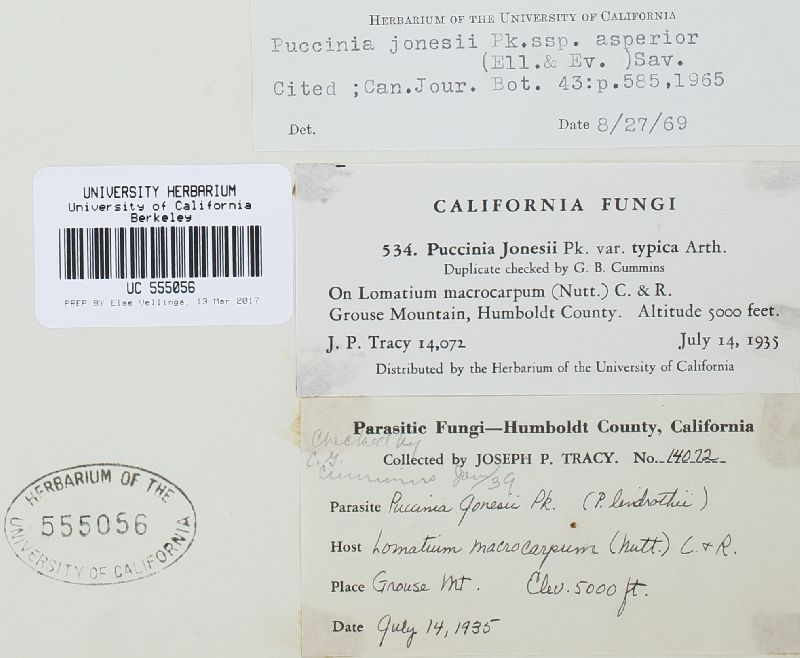 HERBARIUM OF THE UNIVERSITY OF CALIFORNIA
Puccinia jonesii Pk.ssp. asperior
(Ell.& Ev. )Sav.
Cited ;Can.Jour. Bot. 43:p.585,1965
Det.
Date 8/27/69
UNIVERSITY HERBARIUM
University of California
Berkeley
UC 555056
PREP BY Else Vellinga, 13 Mar 2017
CALIFORNIA FUNGI
534. Puccinia Jonesii Pk. var. typica Arth.
Duplicate checked by G. B. Cummins
On Lomatium macrocarpum (Nutt.) C. & R.
Grouse Mountain, Humboldt County. Altitude 5000 feet.
J. P. Tracy 14,072
July 14, 1935
Distributed by the Herbarium of the University of California
Parasitic Fungi—Humboldt County, California
Checked by
Collected by JOSEPH P. TRACY. No. 14072
C. G.
Cummins Jan/39
Parasite Puccinia Jonesii Pk. (P. lindrothii)
Host Lomatium macrocarpum (Nutt.) C. & R.
Place Grouse Mt. Elev. 5000 ft.
Date July 14, 1935
HERBARIUM OF THE
555056
UNIVERSITY OF CALIFORNIA